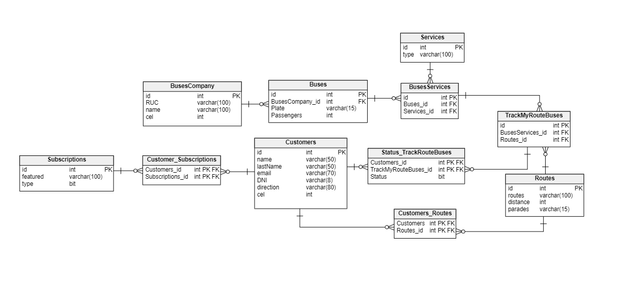 Services
id int PK
type varchar(100)
BusesCompany
id int PK
RUC varchar(100)
name varchar(100)
cel int
Buses
id int PK
BusesCompany_id int FK
Plate varchar(15)
Passengers int
BusesServices
id int PK
Buses_id int FK
Services_id int FK
TrackMyRouteBuses
id int PK
BusesServices_id int FK
Routes_id int FK
Subscriptions
id int PK
featured varchar(100)
type bit
Customer_Subscriptions
Customers_id int PK FK
Subscriptions_id int PK FK
Customers
id int PK
name varchar(50)
lastName varchar(50)
email varchar(70)
DNI varchar(8)
direction varchar(80)
cel int
Status_TrackRouteBuses
Customers_id int PK FK
TrackMyRouteBuses_id int PK FK
Status bit
Routes
id int PK
routes varchar(100)
distance int
parades varchar(15)
Customers_Routes
Customers int PK FK
Routes_id int PK FK